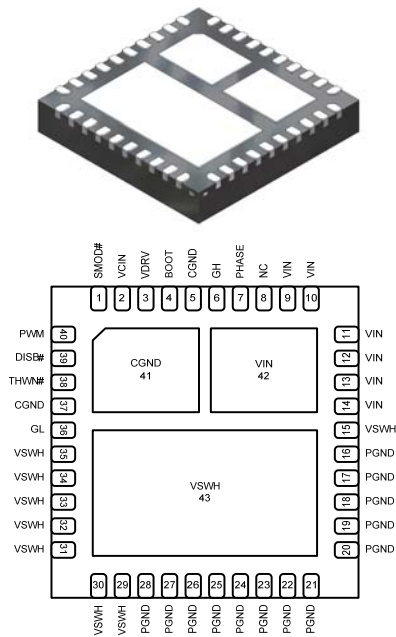 SMOD#
VCIN
VDRV
BOOT
CGND
GH
PHASE
NC
VIN
VIN
1
2
3
4
5
6
7
8
9
10
PWM
40
DISB#
39
THWN#
38
CGND
37
GL
36
VSWH
35
VSWH
34
VSWH
33
VSWH
32
VSWH
31
CGND
41
VIN
42
VSWH
43
11
VIN
12
VIN
13
VIN
14
VIN
15
VSWH
16
PGND
17
PGND
18
PGND
19
PGND
20
PGND
30
29
28
27
26
25
24
23
22
21
VSWH
VSWH
PGND
PGND
PGND
PGND
PGND
PGND
PGND
PGND